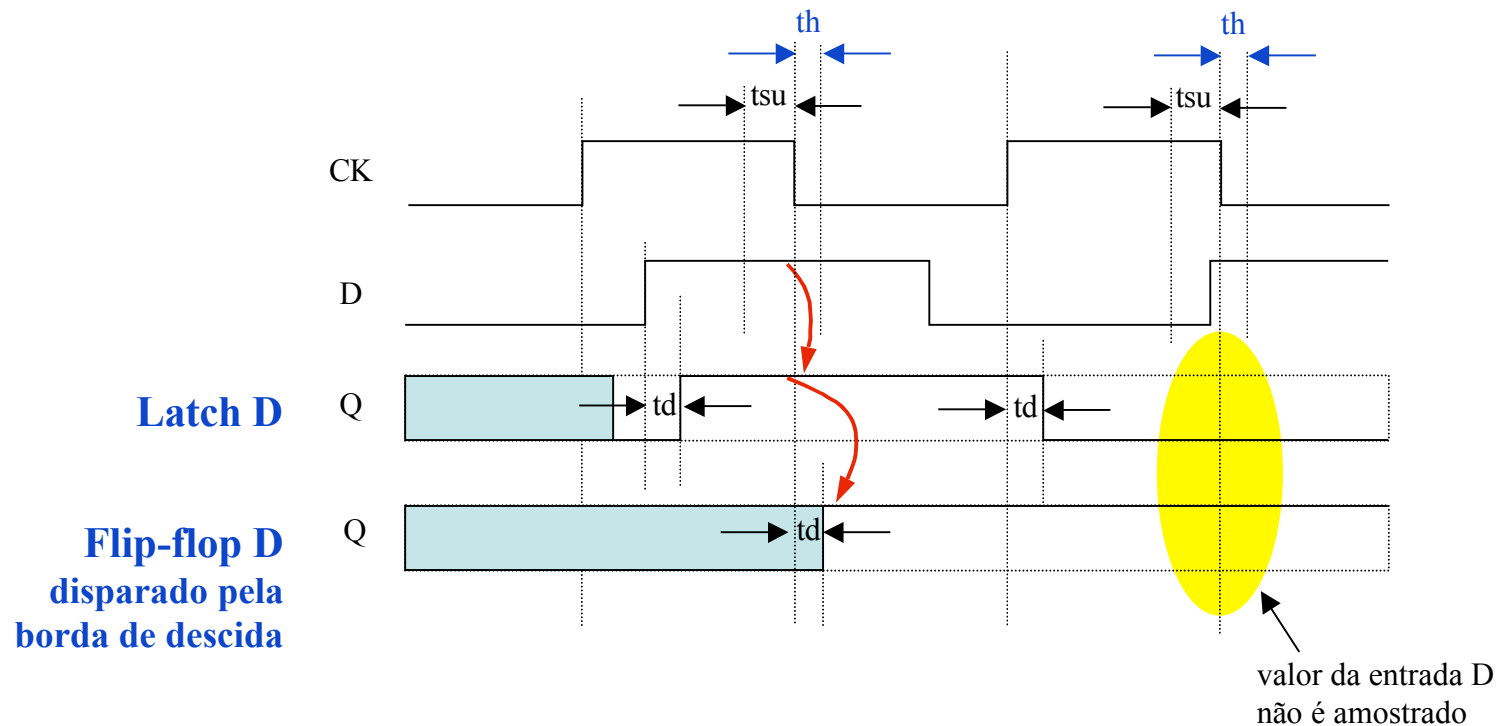 th
th
tsu
tsu
CK
D
Latch D
Q
td
td
Flip-flop D
disparado pela
borda de descida
Q
td
valor da entrada D
não é amostrado